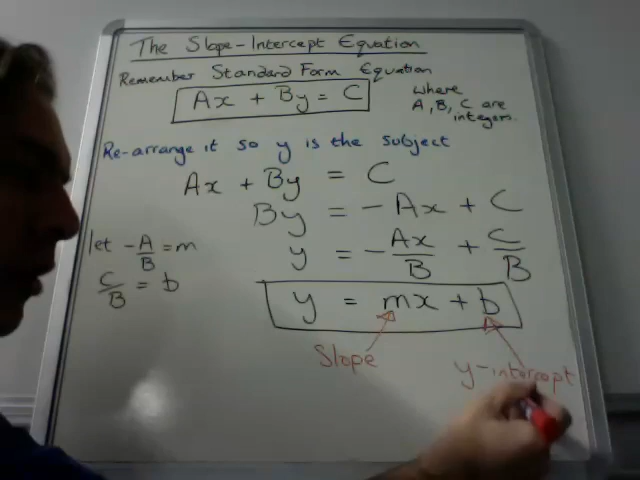 The Slope-Intercept Equation
Remember Standard Form Equation
Ax + By = C
where
A, B, C are
integers.
Re-arrange it so y is the subject
Ax + By = C
By = -Ax + C
y = -Ax/B + C/B
let -A/B = m
C/B = b
y = mx + b
Slope
y-intercept